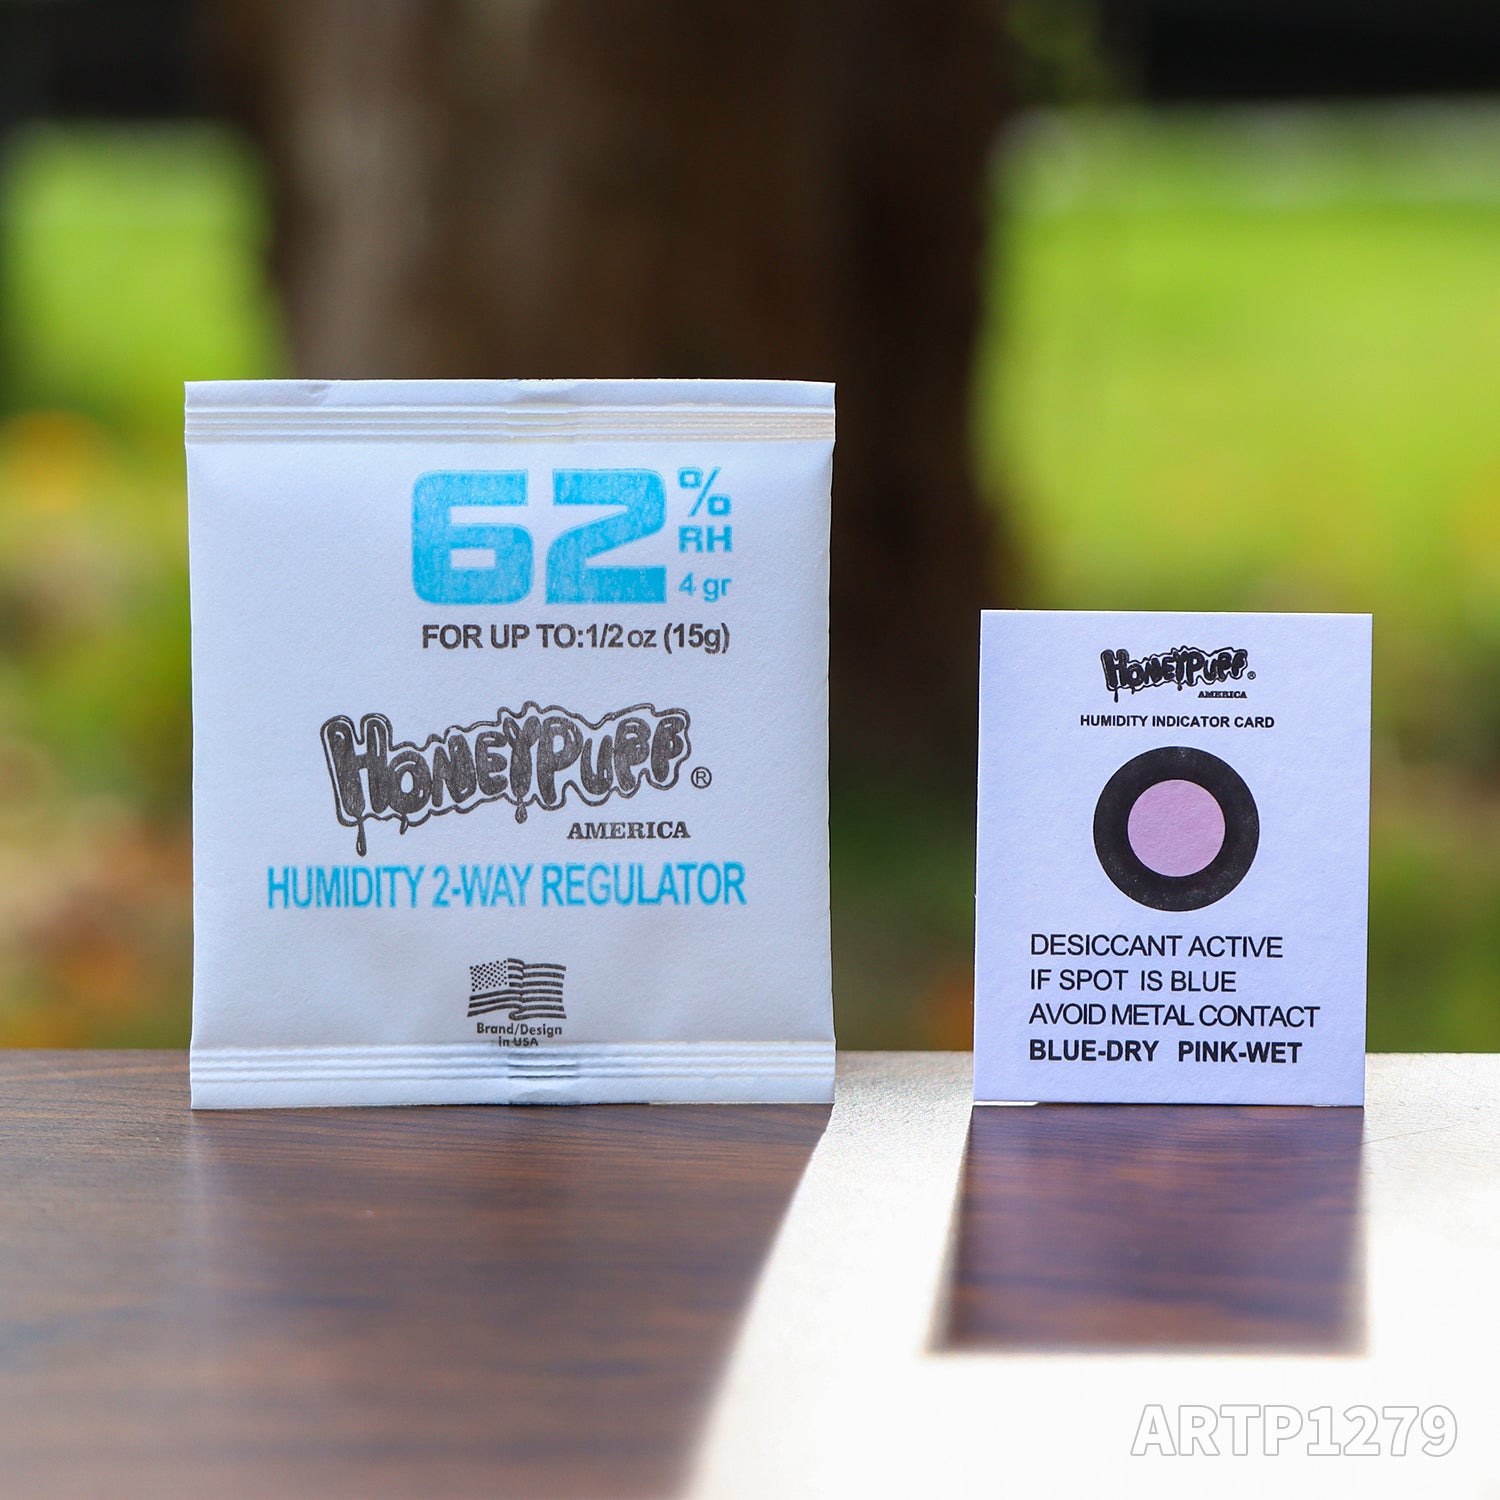 62 % RH
4 gr
FOR UP TO:1/2 oz (15g)
HONEYPUFF ®
AMERICA
HUMIDITY 2-WAY REGULATOR
Brand/Design
in USA
HONEYPUFF ®
AMERICA
HUMIDITY INDICATOR CARD
DESICCANT ACTIVE
IF SPOT IS BLUE
AVOID METAL CONTACT
BLUE-DRY PINK-WET
ARTP1279